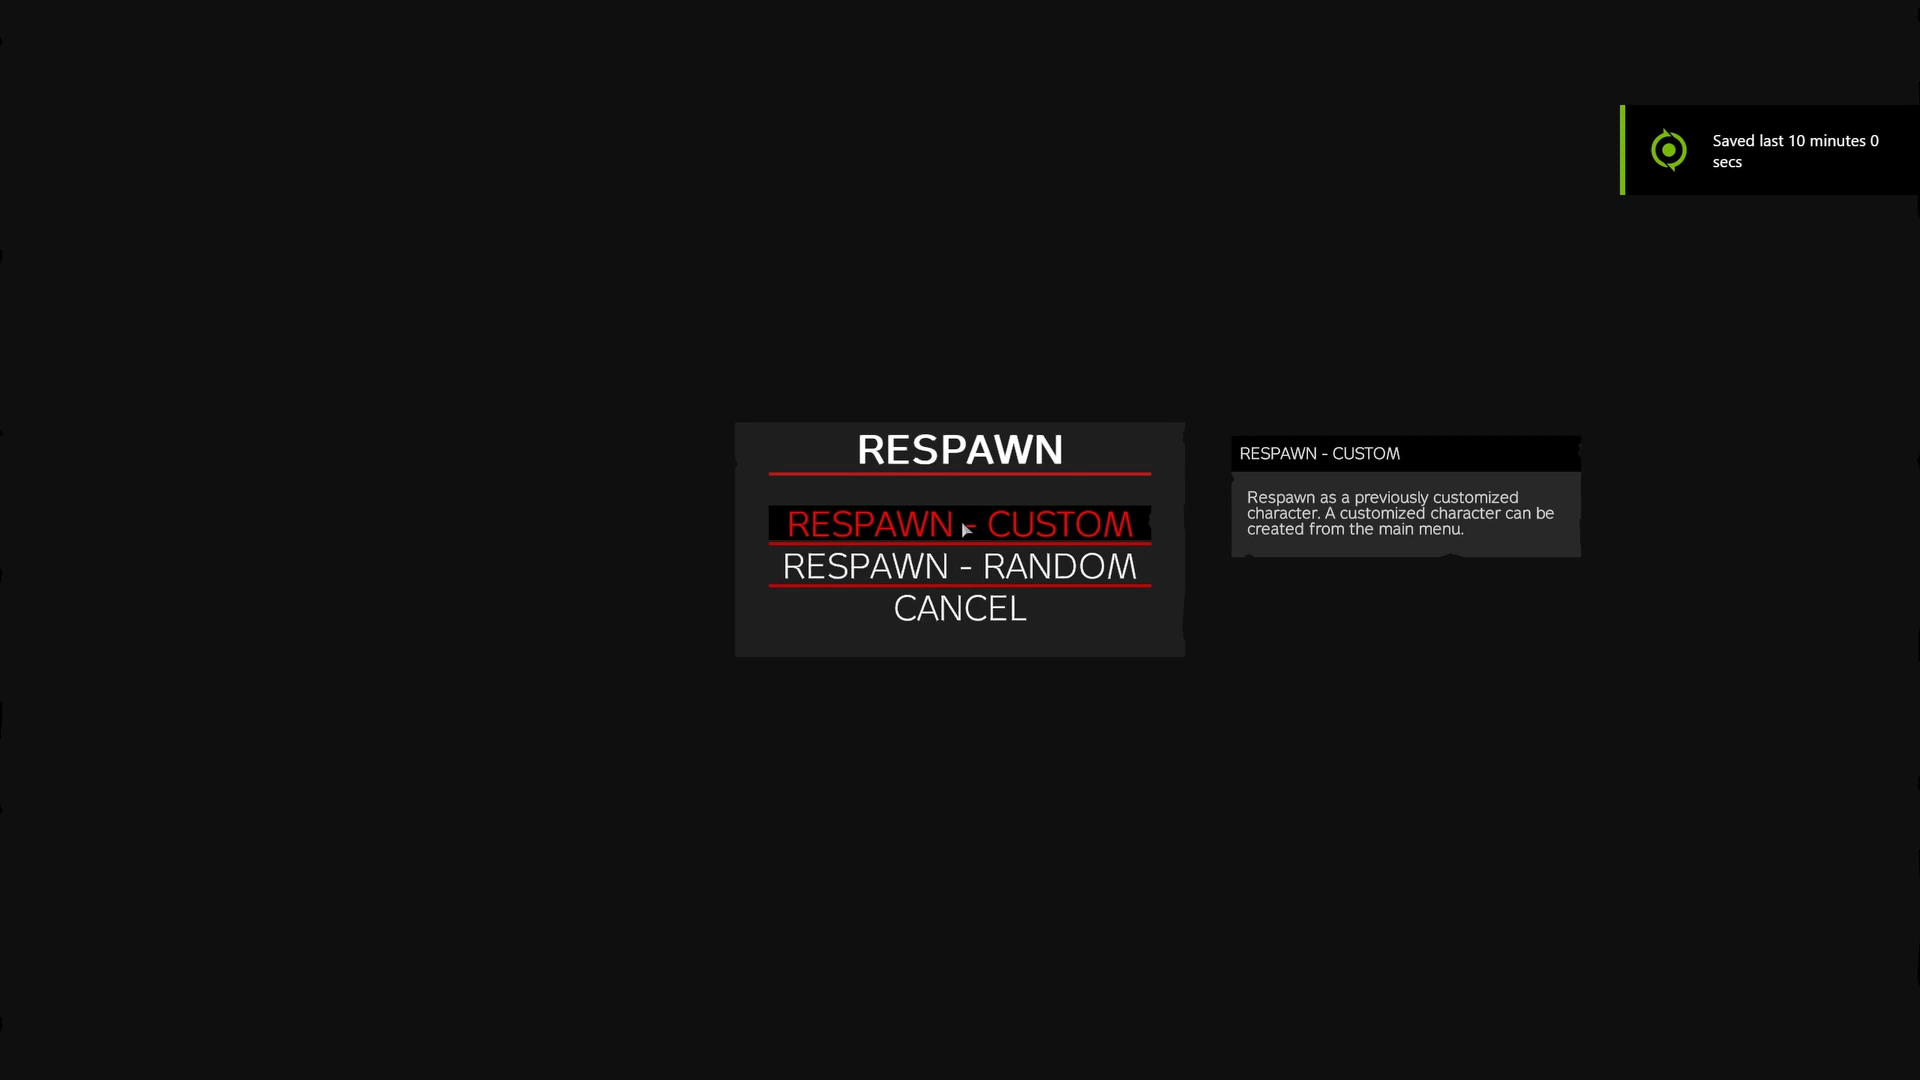 Saved last 10 minutes 0
secs
RESPAWN
RESPAWN - CUSTOM
RESPAWN - RANDOM
CANCEL
RESPAWN - CUSTOM
Respawn as a previously customized
character. A customized character can be
created from the main menu.